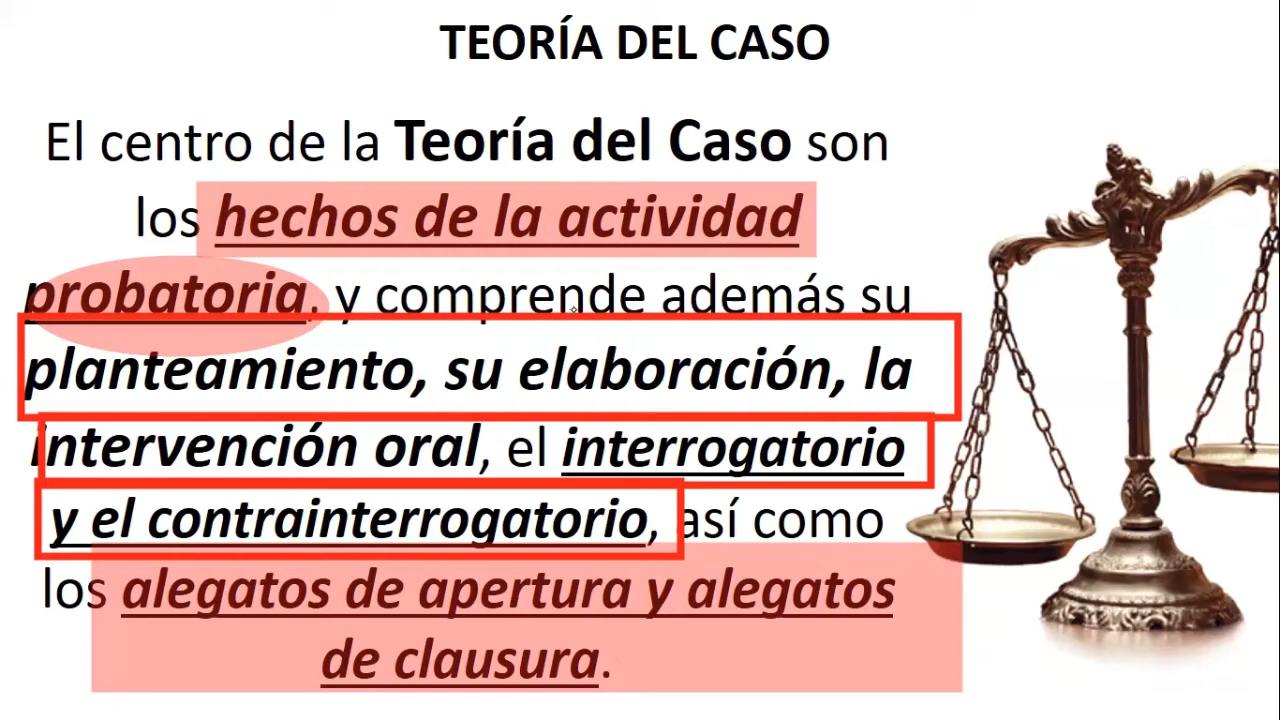 TEORÍA DEL CASO
El centro de la Teoría del Caso son
los hechos de la actividad
probatoria, y comprende además su
planteamiento, su elaboración, la
intervención oral, el interrogatorio
y el contrainterrogatorio, así como
los alegatos de apertura y alegatos
de clausura.